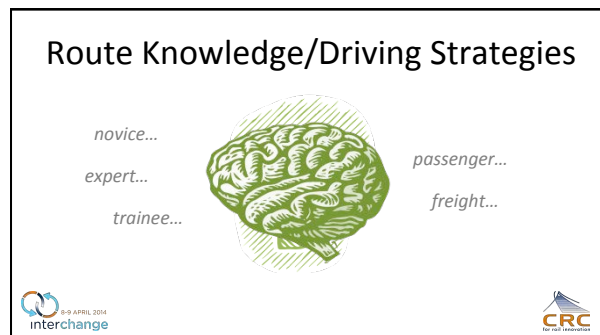 Route Knowledge/Driving Strategies
novice...
expert...
trainee...
passenger...
freight...
8-9 APRIL 2014
interchange
CRC
for rail innovation